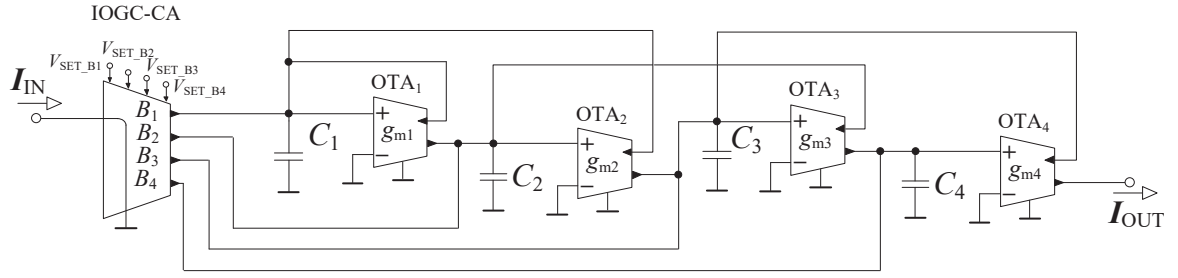 IOGC-CA
V_SET_B1
V_SET_B2
V_SET_B3
V_SET_B4
I_IN
B_1
B_2
B_3
B_4
C_1
OTA_1
+
g_m1
−
C_2
OTA_2
+
g_m2
−
C_3
OTA_3
+
g_m3
−
C_4
OTA_4
+
g_m4
−
I_OUT